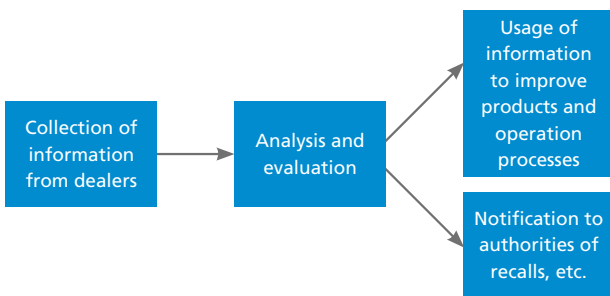 Collection of
information
from dealers
Analysis and
evaluation
Usage of
information
to improve
products and
operation
processes
Notification to
authorities of
recalls, etc.